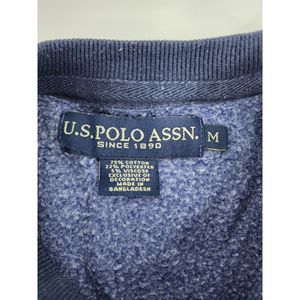 U.S. POLO ASSN.
SINCE 1890
M
73% COTTON
22% POLYESTER
5% VISCOSE
EXCLUSIVE OF
DECORATION
MADE IN
BANGLADESH